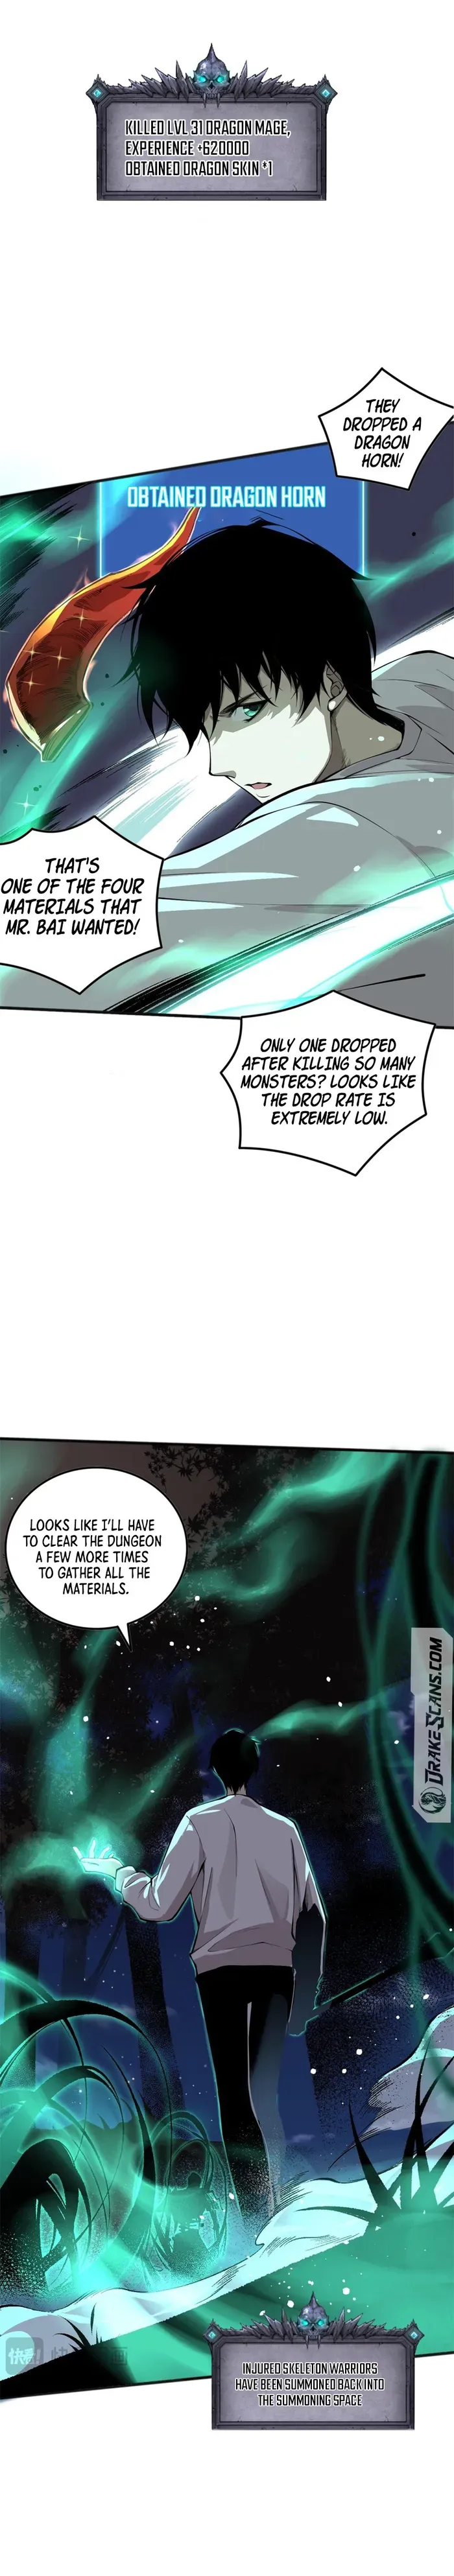 KILLED LVL 31 DRAGON MAGE,
EXPERIENCE +620000
OBTAINED DRAGON SKIN *1
THEY
DROPPED A
DRAGON
HORN!
OBTAINED DRAGON HORN
THAT'S
ONE OF THE FOUR
MATERIALS THAT
MR. BAI WANTED!
ONLY ONE DROPPED
AFTER KILLING SO MANY
MONSTERS? LOOKS LIKE
THE DROP RATE IS
EXTREMELY LOW.
LOOKS LIKE I'LL HAVE
TO CLEAR THE DUNGEON
A FEW MORE TIMES
TO GATHER ALL THE
MATERIALS.
DRAKESCANS.COM
INJURED SKELETON WARRIORS
HAVE BEEN SUMMONED BACK INTO
THE SUMMONING SPACE